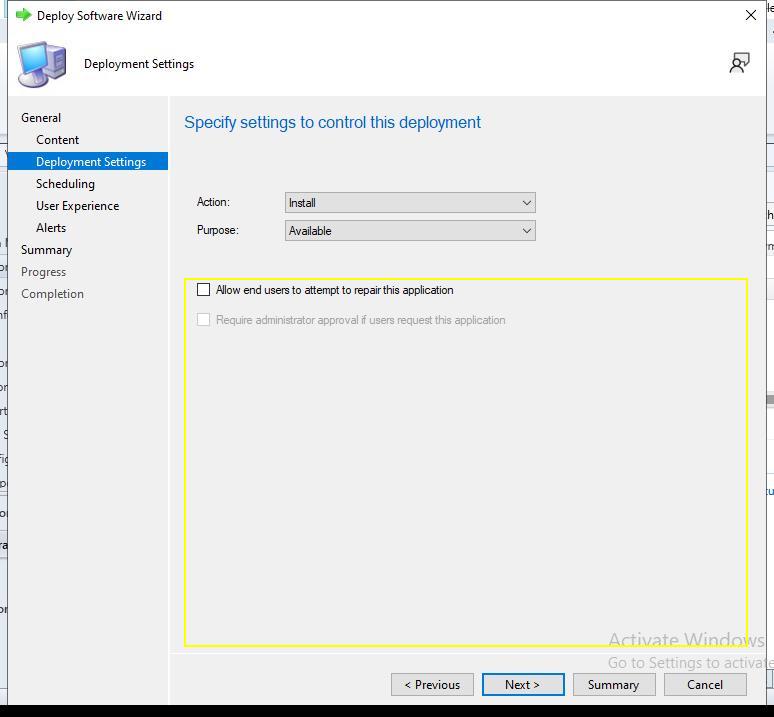 Deploy Software Wizard
Deployment Settings
General
Content
Deployment Settings
Scheduling
User Experience
Alerts
Summary
Progress
Completion
Specify settings to control this deployment
Action: Install
Purpose: Available
Allow end users to attempt to repair this application
Require administrator approval if users request this application
Activate Windows
Go to Settings to activate
< Previous Next > Summary Cancel